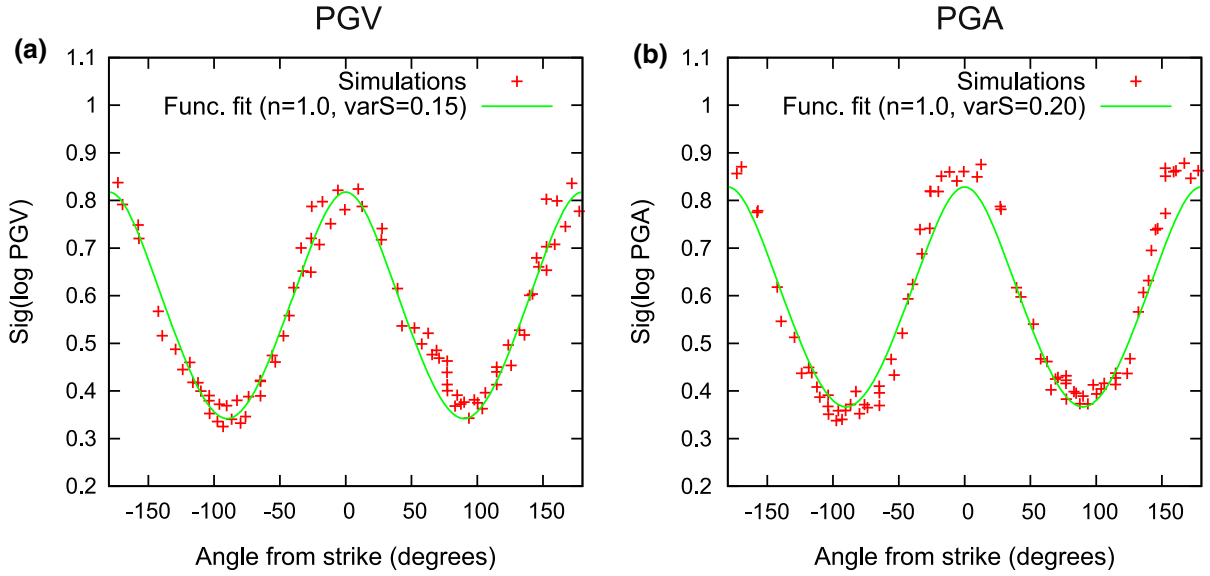 PGV
(a)
1.1
1
0.9
0.8
0.7
0.6
0.5
0.4
0.3
0.2
Sig(log PGV)
Simulations
Func. fit (n=1.0, varS=0.15)
-150 -100 -50 0 50 100 150
Angle from strike (degrees)
PGA
(b)
1.1
1
0.9
0.8
0.7
0.6
0.5
0.4
0.3
0.2
Sig(log PGA)
Simulations
Func. fit (n=1.0, varS=0.20)
-150 -100 -50 0 50 100 150
Angle from strike (degrees)